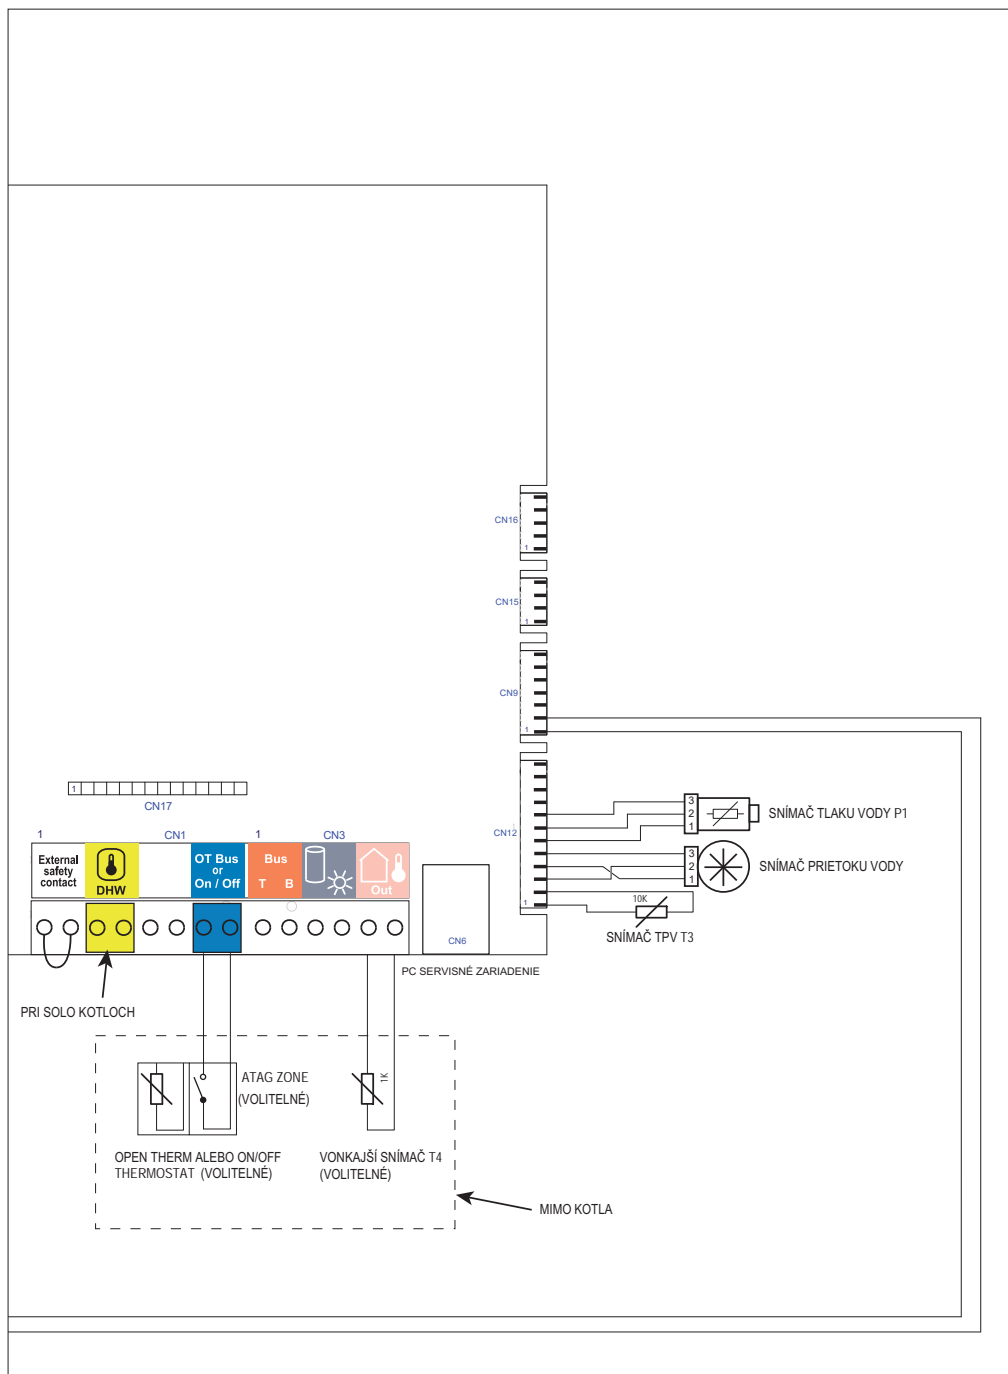 CN16
1
CN15
1
CN9
1
1
CN17
CN12
1
3
2
1
SNÍMAČ TLAKU VODY P1
3
2
1
SNÍMAČ PRIETOKU VODY
10K
SNÍMAČ TPV T3
1
CN1
1
CN3
External
safety
contact
DHW
OT Bus
or
On / Off
Bus
T B
Out
CN6
PC SERVISNÉ ZARIADENIE
PRI SOLO KOTLOCH
ATAG ZONE
(VOLITELNÉ)
1K
OPEN THERM ALEBO ON/OFF
THERMOSTAT (VOLITELNÉ)
VONKAJŠÍ SNÍMAČ T4
(VOLITELNÉ)
MIMO KOTLA